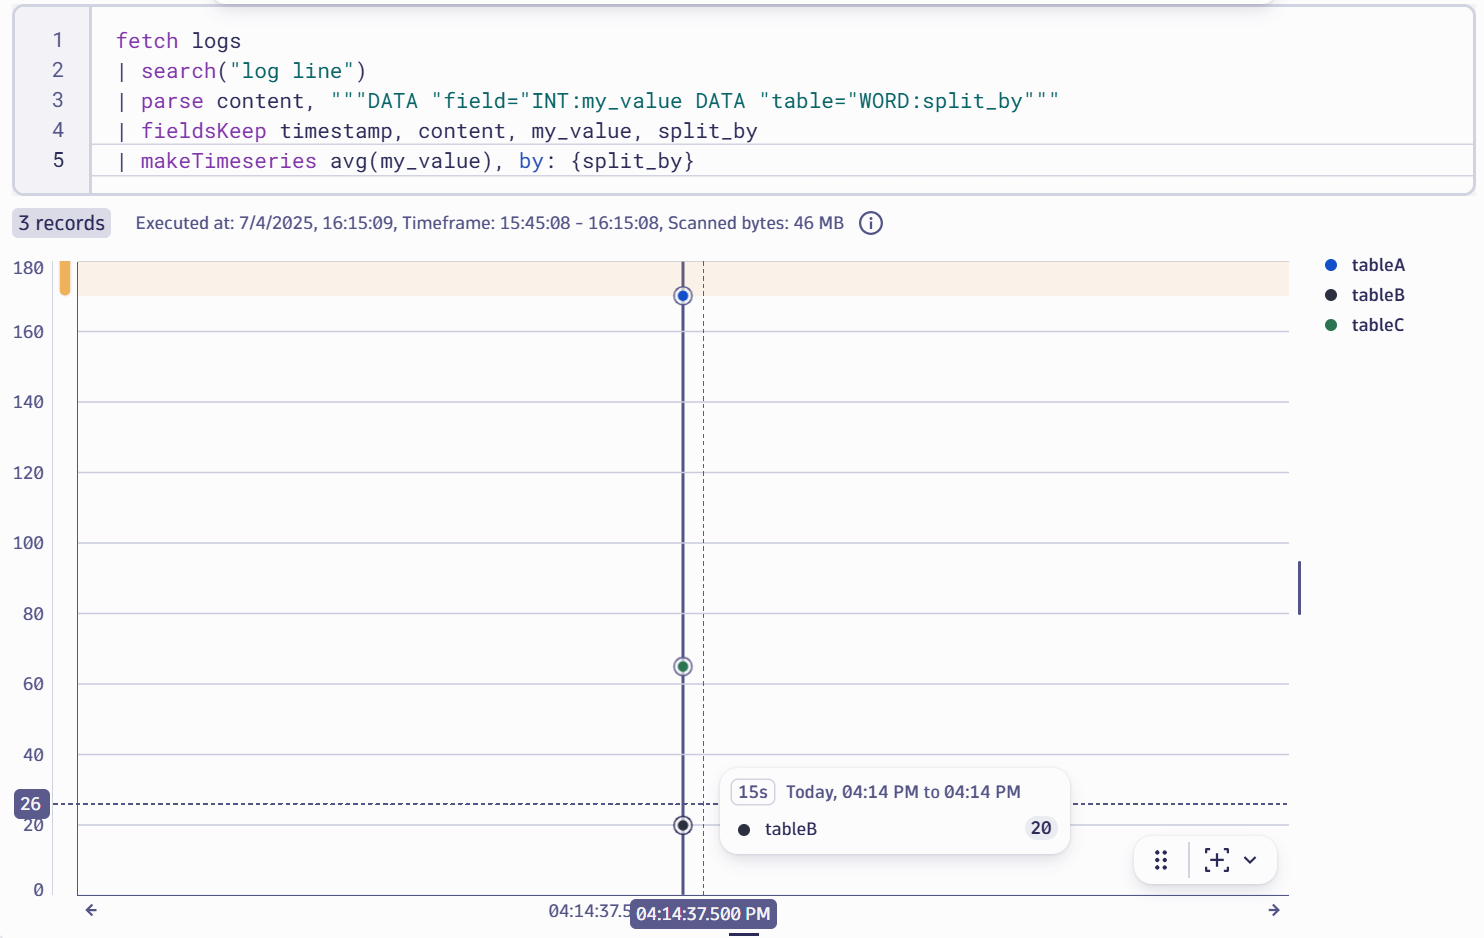 1 fetch logs
2 | search("log line")
3 | parse content, """DATA "field="INT:my_value DATA "table="WORD:split_by"""
4 | fieldsKeep timestamp, content, my_value, split_by
5 | makeTimeseries avg(my_value), by: {split_by}
3 records Executed at: 7/4/2025, 16:15:09, Timeframe: 15:45:08 - 16:15:08, Scanned bytes: 46 MB
180
160
140
120
100
80
60
40
26
20
0
tableA
tableB
tableC
15s Today, 04:14 PM to 04:14 PM
tableB 20
04:14:37.5
04:14:37.500 PM